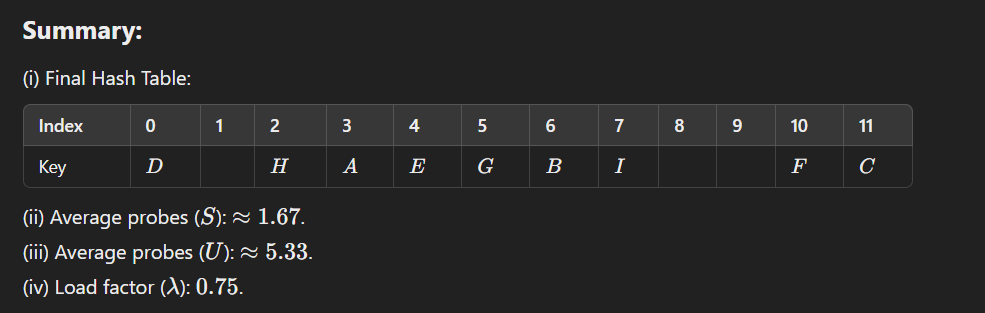 Summary:
(i) Final Hash Table:
Index 0 1 2 3 4 5 6 7 8 9 10 11
Key D H A E G B I F C
(ii) Average probes (S): ≈ 1.67.
(iii) Average probes (U): ≈ 5.33.
(iv) Load factor (λ): 0.75.